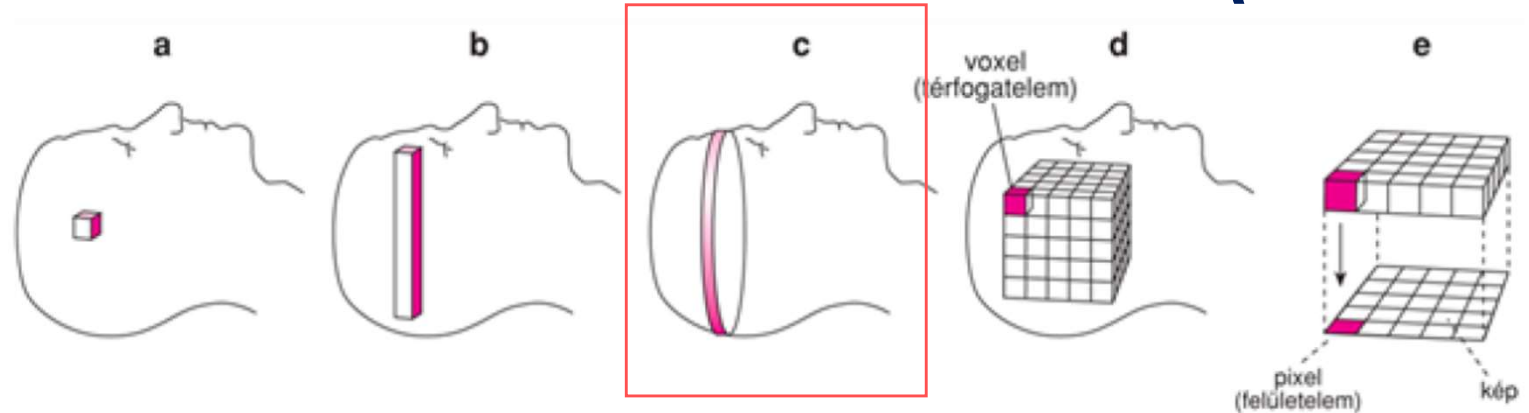 a
b
c
d
e
voxel
(térfogatelem)
pixel
(felületelem)
kép